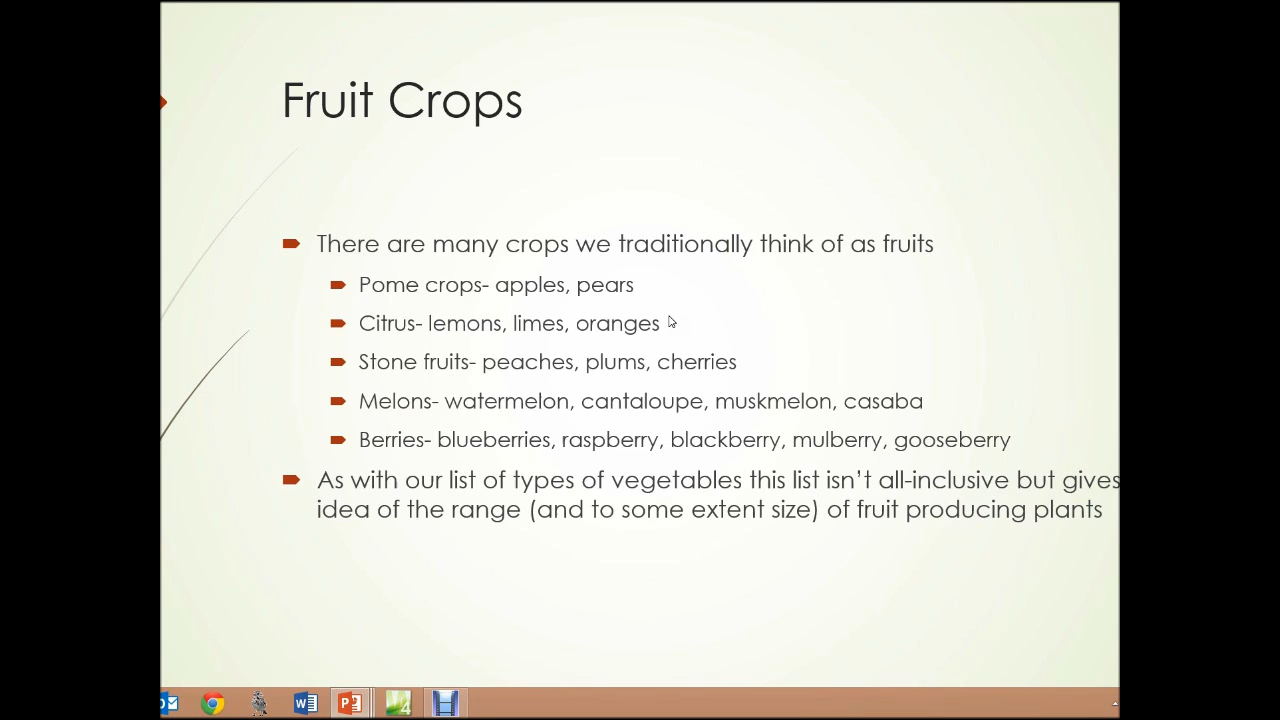 Fruit Crops
There are many crops we traditionally think of as fruits
Pome crops- apples, pears
Citrus- lemons, limes, oranges
Stone fruits- peaches, plums, cherries
Melons- watermelon, cantaloupe, muskmelon, casaba
Berries- blueberries, raspberry, blackberry, mulberry, gooseberry
As with our list of types of vegetables this list isn't all-inclusive but gives
idea of the range (and to some extent size) of fruit producing plants